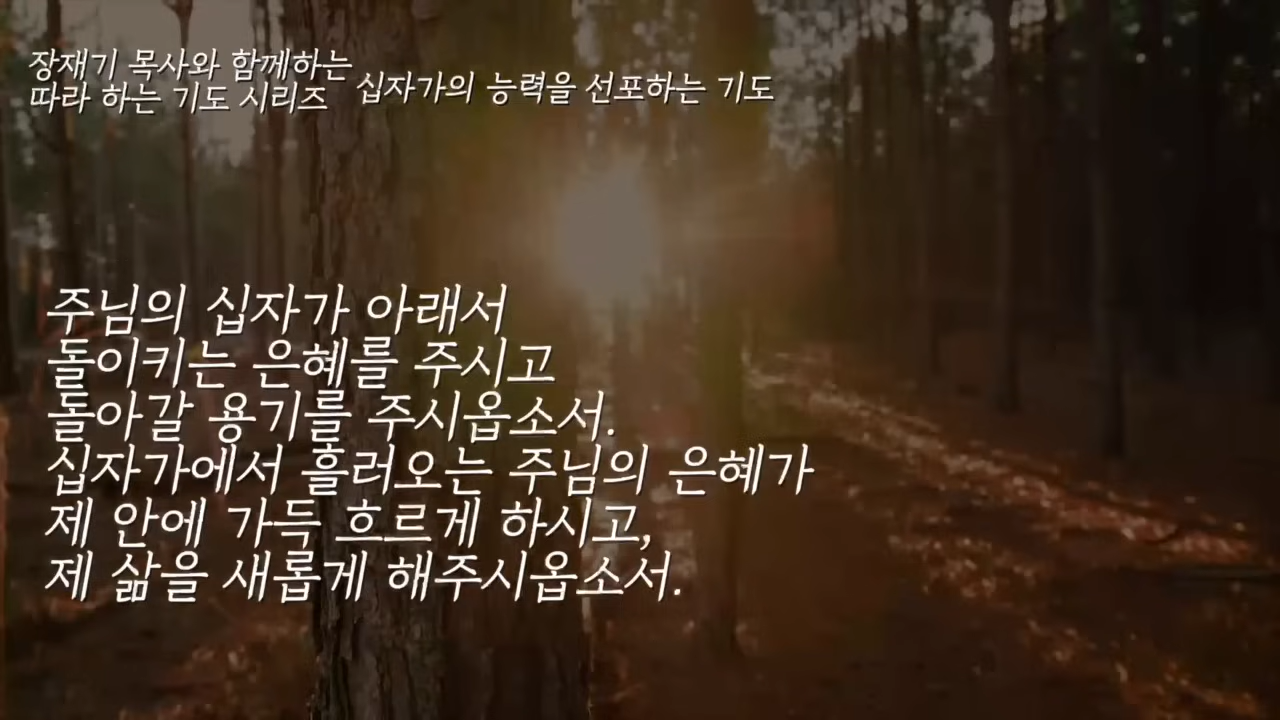 장재기 목사와 함께하는
따라 하는 기도 시리즈
십자가의 능력을 선포하는 기도
주님의 십자가 아래서
돌이키는 은혜를 주시고
돌아갈 용기를 주시옵소서.
십자가에서 흘러오는 주님의 은혜가
제 안에 가득 흐르게 하시고,
제 삶을 새롭게 해주시옵소서.